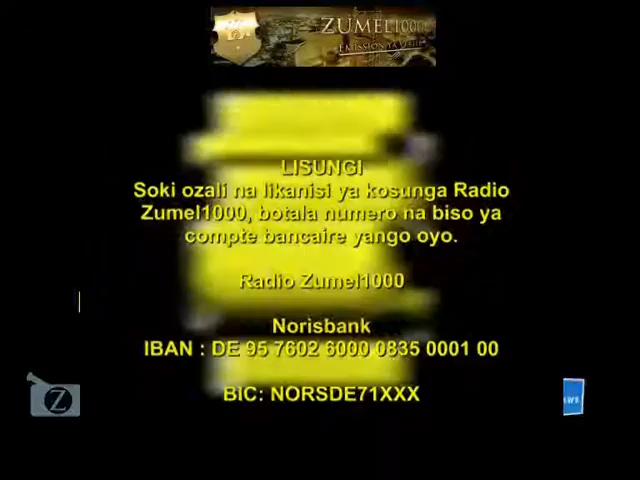 ZUMEL1000
EMISSION YA
LISUNGI
Soki ozali na likanisi ya kosunga Radio
Zumel1000, botala numero na biso ya
compte bancaire yango oyo.
Radio Zumel1000
Norisbank
IBAN : DE 95 7602 6000 0835 0001 00
BIC: NORSDE71XXX
Z